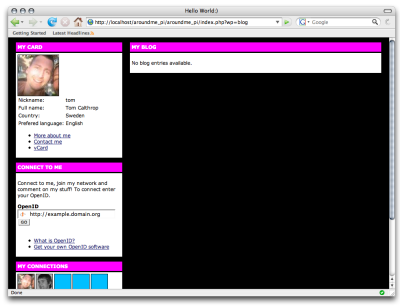 Hello World:)
http://localhost/aroundme_pi/aroundme_pi/index.php?wp=blog
Google
Getting Started Latest Headlines
MY CARD
Nickname: tom
Full name: Tom Calthrop
Country: Sweden
Prefered language: English
More about me
Contact me
vCard
CONNECT TO ME
Connect to me, join my network and
comment on my stuff! To connect enter
your OpenID.
OpenID
http://example.domain.org
GO
What is OpenID?
Get your own OpenID software
MY CONNECTIONS
MY BLOG
No blog entries available.
Done